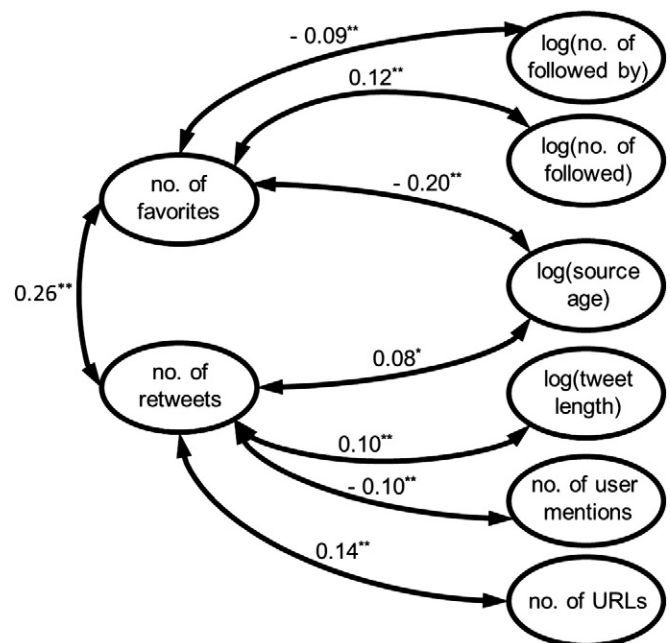 - 0.09**
log(no. of
followed by)
0.12**
log(no. of
followed)
no. of
favorites
- 0.20**
0.26**
log(source
age)
no. of
retweets
0.08*
log(tweet
length)
0.10**
- 0.10**
no. of user
mentions
0.14**
no. of URLs